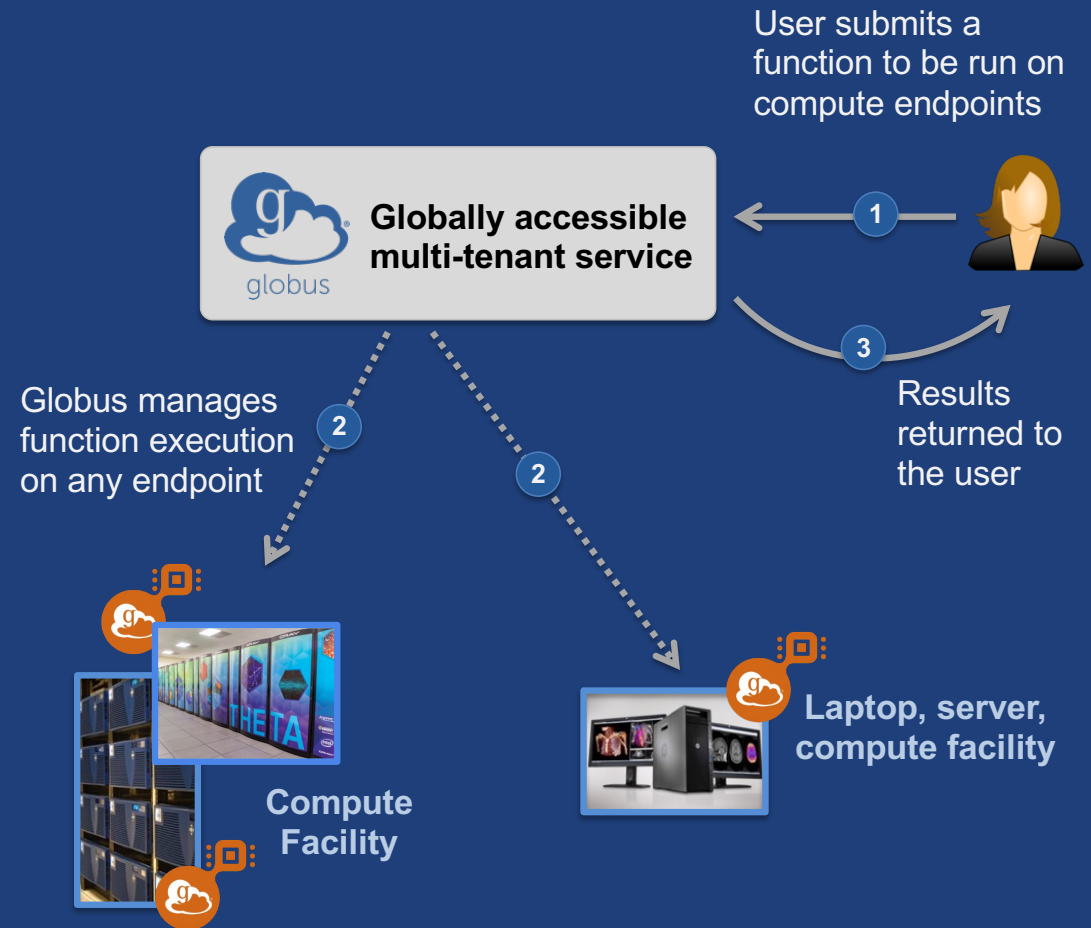 User submits a
function to be run on
compute endpoints
g
globus
®
Globally accessible
multi-tenant service
1
3
Results
returned to
the user
Globus manages
function execution
on any endpoint
2
2
g
THETA
CRAY
g
Laptop, server,
compute facility
Compute
Facility
g